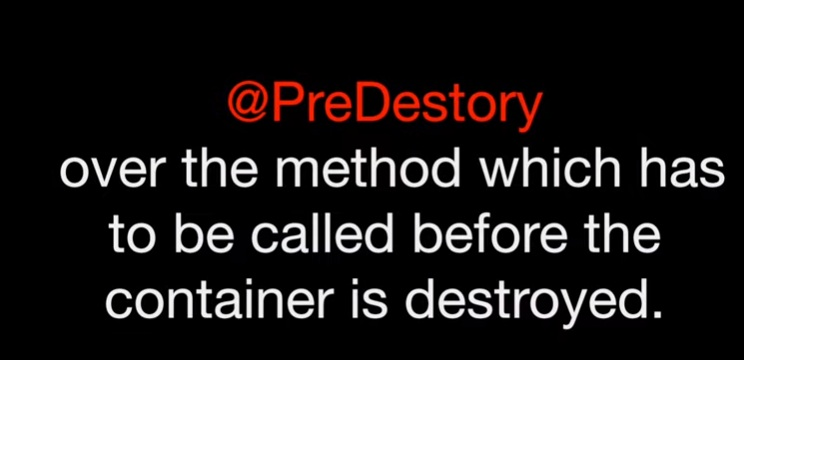 @PreDestory
over the method which has
to be called before the
container is destroyed.